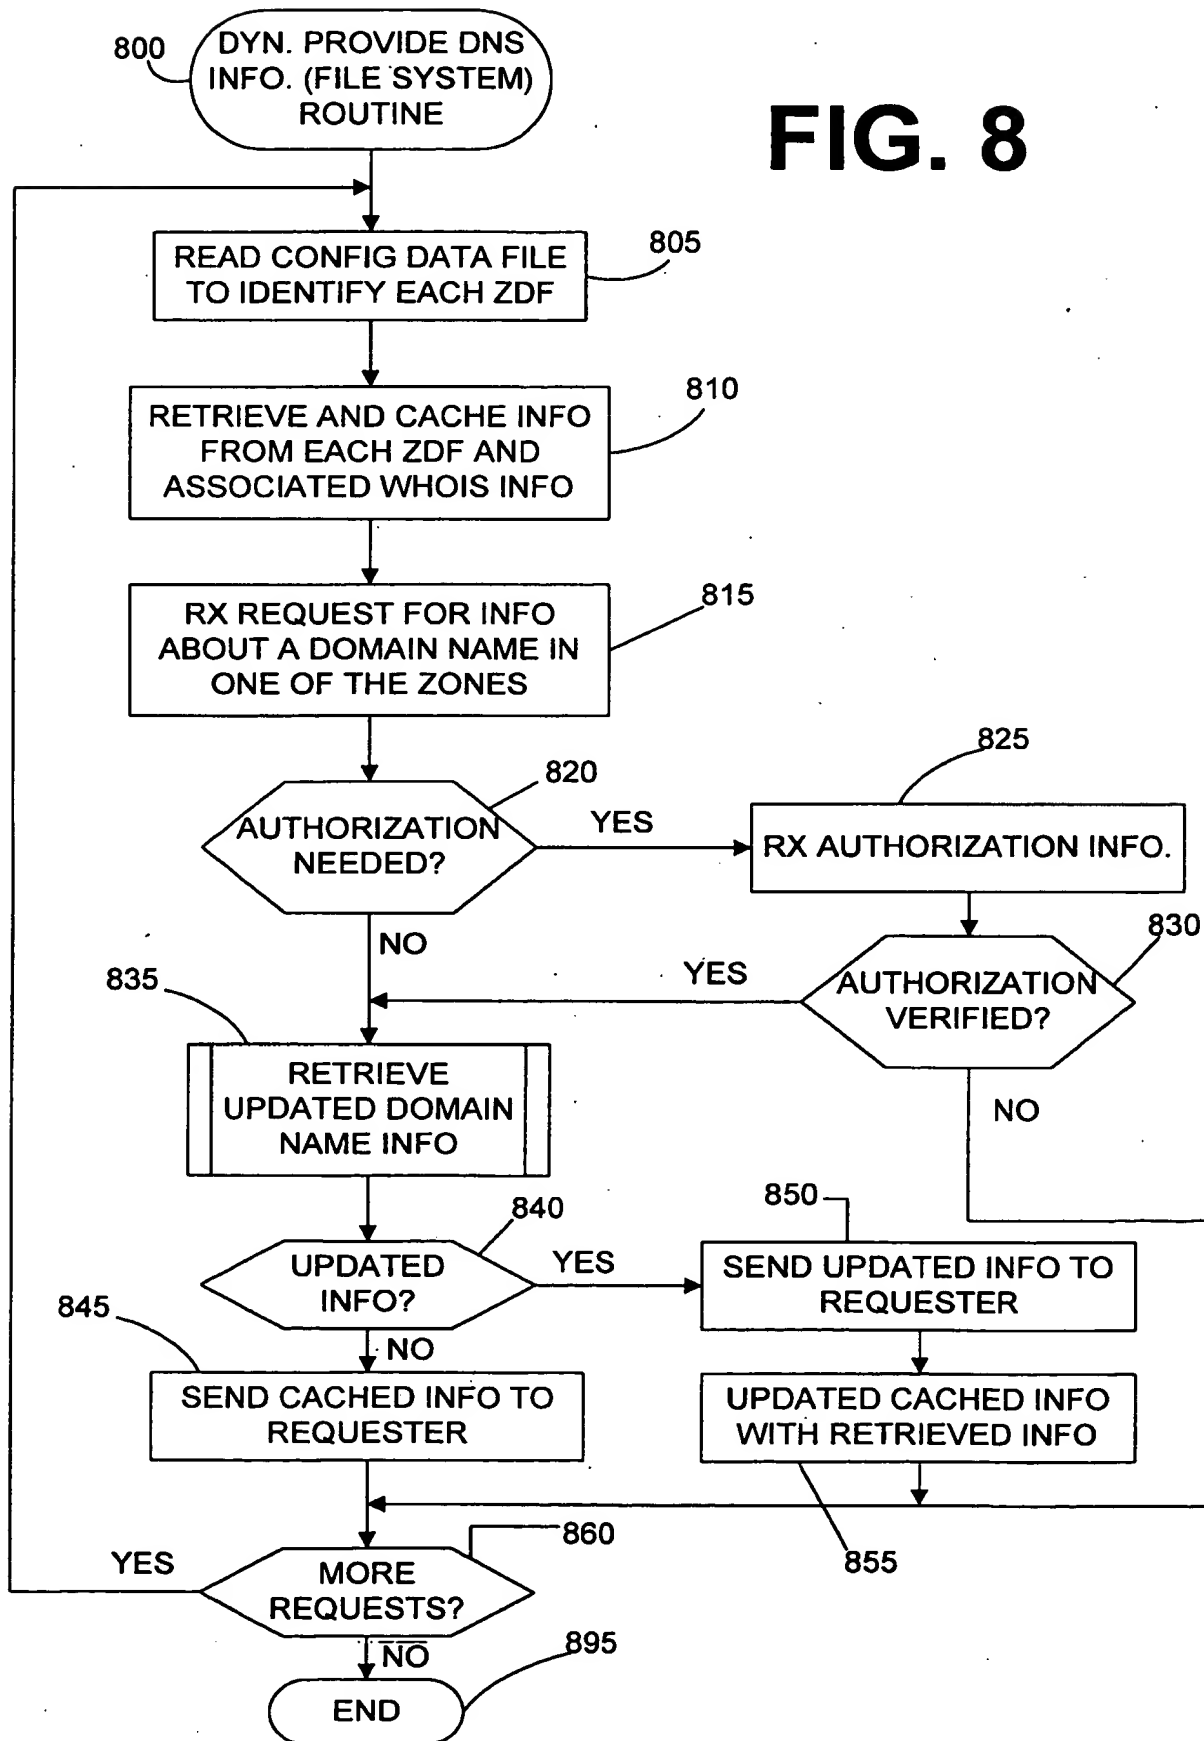 800
DYN. PROVIDE DNS
INFO. (FILE SYSTEM)
ROUTINE
FIG. 8
READ CONFIG DATA FILE
TO IDENTIFY EACH ZDF
805
RETRIEVE AND CACHE INFO
FROM EACH ZDF AND
ASSOCIATED WHOIS INFO
810
RX REQUEST FOR INFO
ABOUT A DOMAIN NAME IN
ONE OF THE ZONES
815
AUTHORIZATION
NEEDED?
820
YES
825
RX AUTHORIZATION INFO.
NO
YES
AUTHORIZATION
VERIFIED?
830
NO
835
RETRIEVE
UPDATED DOMAIN
NAME INFO
UPDATED
INFO?
840
YES
850
SEND UPDATED INFO TO
REQUESTER
NO
845
SEND CACHED INFO TO
REQUESTER
UPDATED CACHED INFO
WITH RETRIEVED INFO
855
YES
MORE
REQUESTS?
860
NO
END
895